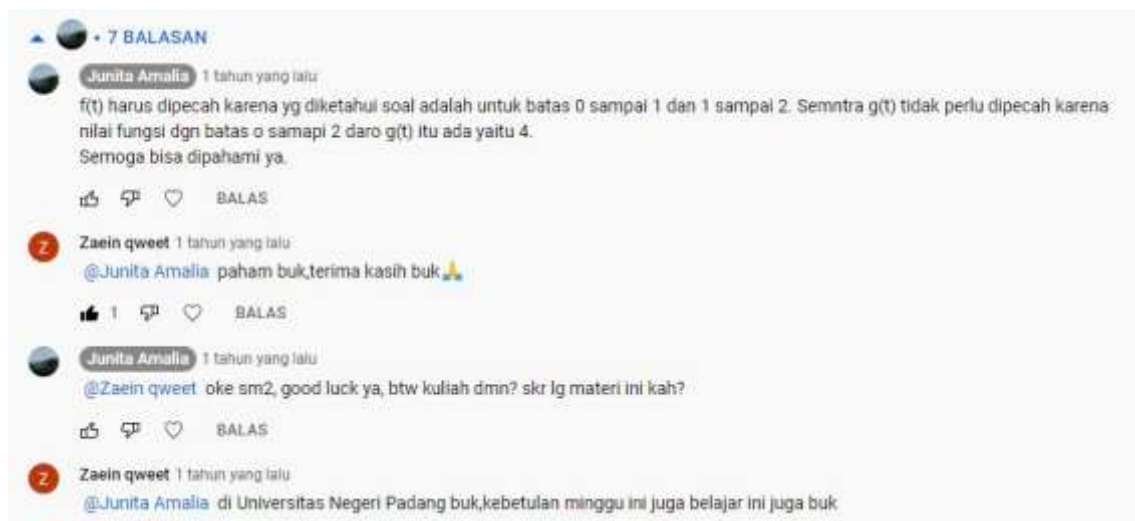 • 7 BALASAN
Junita Amalia 1 tahun yang lalu
f(t) harus dipecah karena yg diketahui soal adalah untuk batas 0 sampai 1 dan 1 sampai 2. Semntra g(t) tidak perlu dipecah karena
nilai fungsi dgn batas o samapi 2 daro g(t) itu ada yaitu 4.
Semoga bisa dipahami ya.
BALAS
Z Zaein qweet 1 tahun yang lalu
@Junita Amalia paham buk,terima kasih buk🙏
1 BALAS
Junita Amalia 1 tahun yang lalu
@Zaein qweet oke sm2, good luck ya, btw kuliah dmn? skr lg materi ini kah?
BALAS
Z Zaein qweet 1 tahun yang lalu
@Junita Amalia di Universitas Negeri Padang buk,kebetulan minggu ini juga belajar ini juga buk